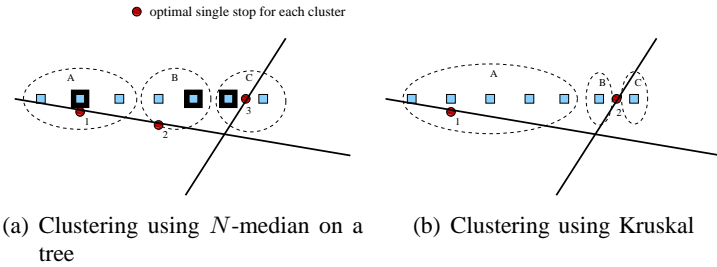 optimal single stop for each cluster
A B C
1 2 3
A B C
1 2
(a) Clustering using N-median on a
tree
(b) Clustering using Kruskal